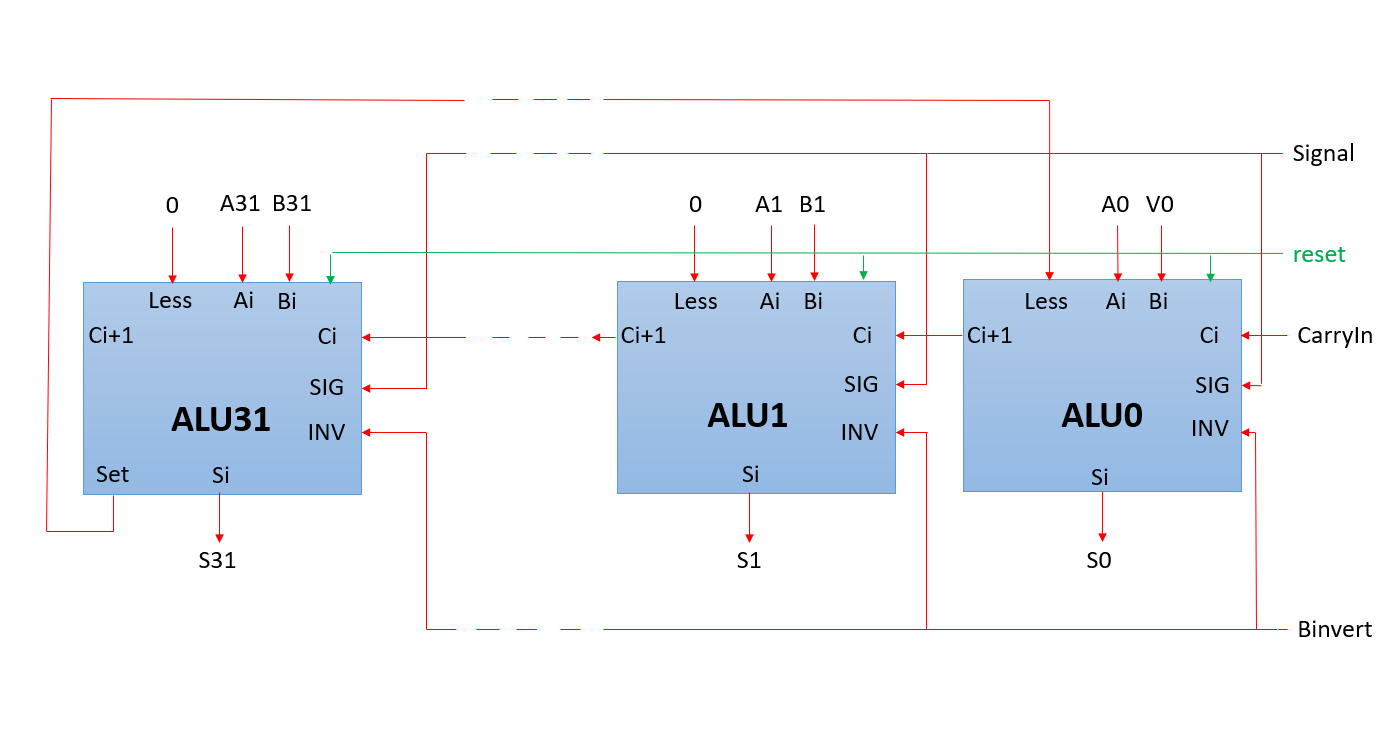 Signal
0 A31 B31
0 A1 B1
A0 V0
reset
Less Ai Bi
Less Ai Bi
Less Ai Bi
Ci+1 Ci
Ci+1 Ci
Ci+1 Ci
CarryIn
SIG
SIG
SIG
ALU31
ALU1
ALU0
INV
INV
INV
Set Si
Si
Si
S31
S1
S0
Binvert